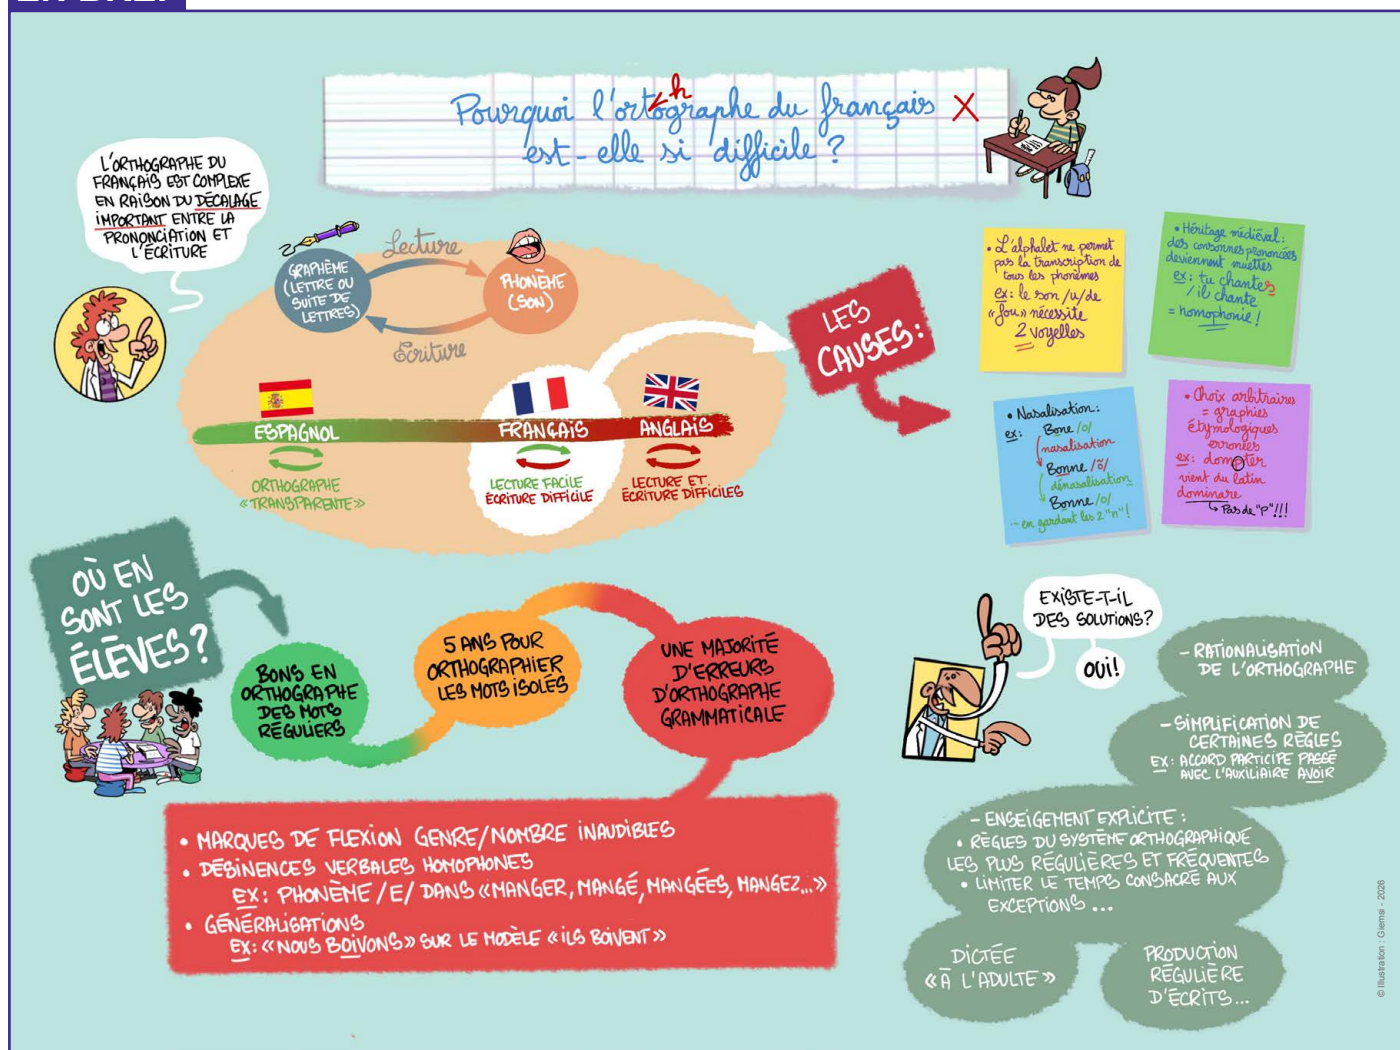 EN BREF
Pourquoi l'ortographe du français
h
X
est-elle si difficile ?
L'ORTHOGRAPHE DU
FRANÇAIS EST COMPLEXE
EN RAISON DU DÉCALAGE
IMPORTANT ENTRE LA
PRONONCIATION ET
L'ÉCRITURE
GRAPHÈME
(LETTRE OU
SUITE DE
LETTRES)
Lecture
PHONÈME
(SON)
Écriture
ESPAGNOL
ORTHOGRAPHE
«TRANSPARENTE»
FRANÇAIS
LECTURE FACILE
ÉCRITURE DIFFICILE
ANGLAIS
LECTURE ET
ÉCRITURE DIFFICILES
LES
CAUSES :
• L'alphabet ne permet
pas la transcription de
tous les phonèmes
ex : le son /u/ de
«fou» nécessite
2 voyelles
• Héritage médiéval :
des consonnes prononcées
deviennent muettes
ex : tu chantes
/ il chante
= homophonie !
• Nasalisation :
ex : Bone /o/
nasalisation
Bonne /õ/
dénasalisation
Bonne /o/
... en gardant les 2 "n" !
• Choix arbitraires
= graphies
étymologiques
erronées
ex : dompter
vient du latin
dominare
Pas de "P" !!!
OÙ EN
SONT LES
ÉLÈVES ?
BONS EN
ORTHOGRAPHE
DES MOTS
RÉGULIERS
5 ANS POUR
ORTHOGRAPHIER
LES MOTS ISOLÉS
UNE MAJORITÉ
D'ERREURS
D'ORTHOGRAPHE
GRAMMATICALE
• MARQUES DE FLEXION GENRE/NOMBRE INAUDIBLES
• DÉSINENCES VERBALES HOMOPHONES
EX : PHONÈME /E/ DANS «MANGER, MANGÉ, MANGÉES, MANGEZ...»
• GÉNÉRALISATIONS
EX : «NOUS BOIVONS» SUR LE MODÈLE «ILS BOIVENT»
EXISTE-T-IL
DES SOLUTIONS ?
OUI !
- RATIONALISATION
DE L'ORTHOGRAPHE
- SIMPLIFICATION DE
CERTAINES RÈGLES
EX : ACCORD PARTICIPE PASSÉ
AVEC L'AUXILIAIRE AVOIR
- ENSEIGEMENT EXPLICITE :
• RÈGLES DU SYSTÈME ORTHOGRAPHIQUE
LES PLUS RÉGULIÈRES ET FRÉQUENTES
• LIMITER LE TEMPS CONSACRÉ AUX
EXCEPTIONS ...
DICTÉE
«À L'ADULTE»
PRODUCTION
RÉGULIÈRE
D'ÉCRITS...
© Illustration : Giemsi - 2026